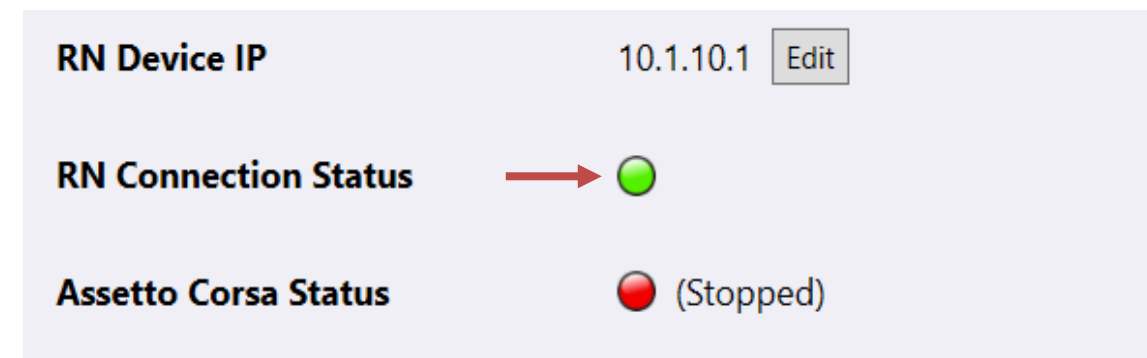 RN Device IP 10.1.10.1 Edit
RN Connection Status
Assetto Corsa Status (Stopped)